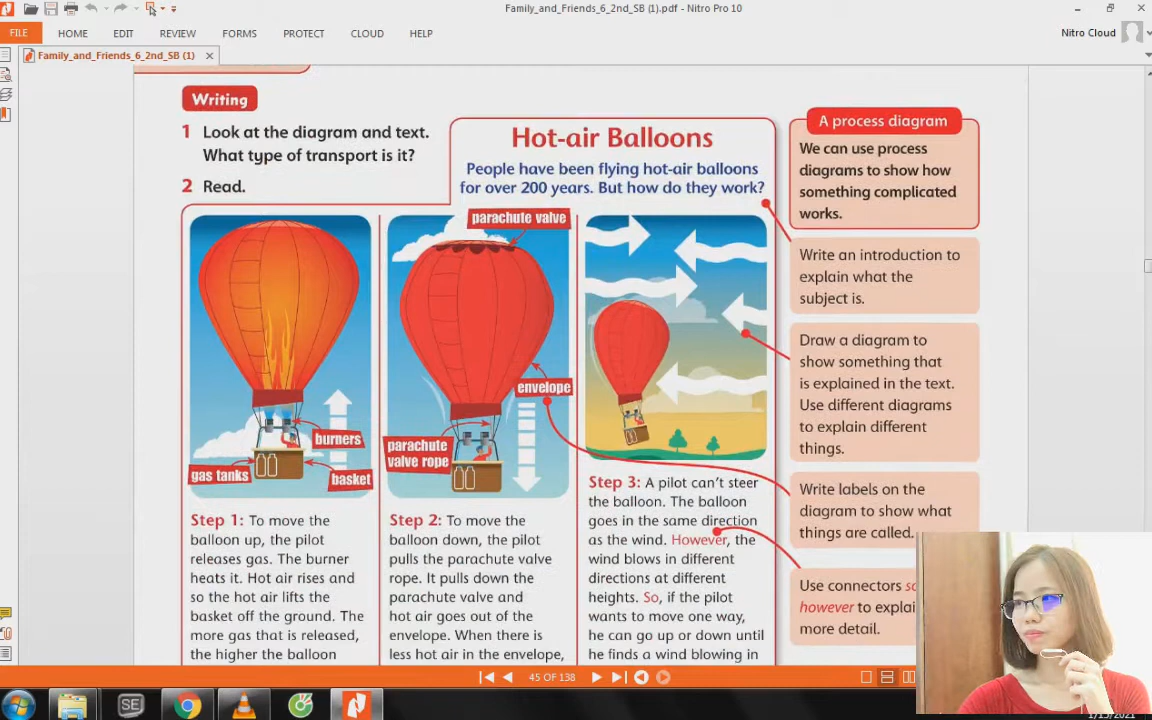 Family_and_Friends_6_2nd_SB (1).pdf - Nitro Pro 10
FILE
HOME
EDIT
REVIEW
FORMS
PROTECT
CLOUD
HELP
Nitro Cloud
Family_and_Friends_6_2nd_SB (1)
Writing
1 Look at the diagram and text.
What type of transport is it?
2 Read.
Hot-air Balloons
People have been flying hot-air balloons
for over 200 years. But how do they work?
burners
gas tanks
basket
Step 1: To move the
balloon up, the pilot
releases gas. The burner
heats it. Hot air rises and
so the hot air lifts the
basket off the ground. The
more gas that is released,
the higher the balloon
parachute valve
envelope
parachute
valve rope
Step 2: To move the
balloon down, the pilot
pulls the parachute valve
rope. It pulls down the
parachute valve and
hot air goes out of the
envelope. When there is
less hot air in the envelope,
Step 3: A pilot can't steer
the balloon. The balloon
goes in the same direction
as the wind. However, the
wind blows in different
directions at different
heights. So, if the pilot
wants to move one way,
he can go up or down until
he finds a wind blowing in
A process diagram
We can use process
diagrams to show how
something complicated
works.
Write an introduction to
explain what the
subject is.
Draw a diagram to
show something that
is explained in the text.
Use different diagrams
to explain different
things.
Write labels on the
diagram to show what
things are called.
Use connectors
however to explai
more detail.
45 OF 138
SE